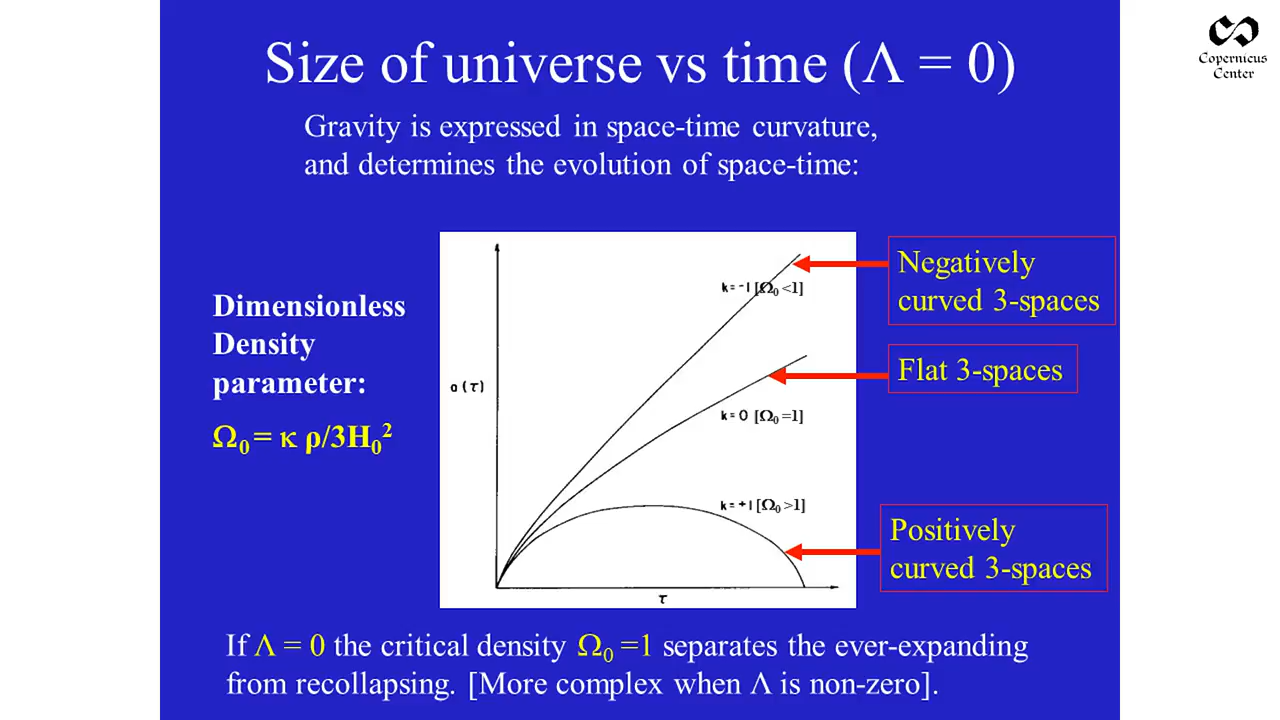 Size of universe vs time (Λ = 0)
Copernicus
Center
Gravity is expressed in space-time curvature,
and determines the evolution of space-time:
Dimensionless
Density
parameter:
Ω₀ = κ ρ/3H₀²
a (τ)
k = -1 [Ω₀ <1]
k = 0 [Ω₀ =1]
k = +1 [Ω₀ >1]
τ
Negatively
curved 3-spaces
Flat 3-spaces
Positively
curved 3-spaces
If Λ = 0 the critical density Ω₀ =1 separates the ever-expanding
from recollapsing. [More complex when Λ is non-zero].